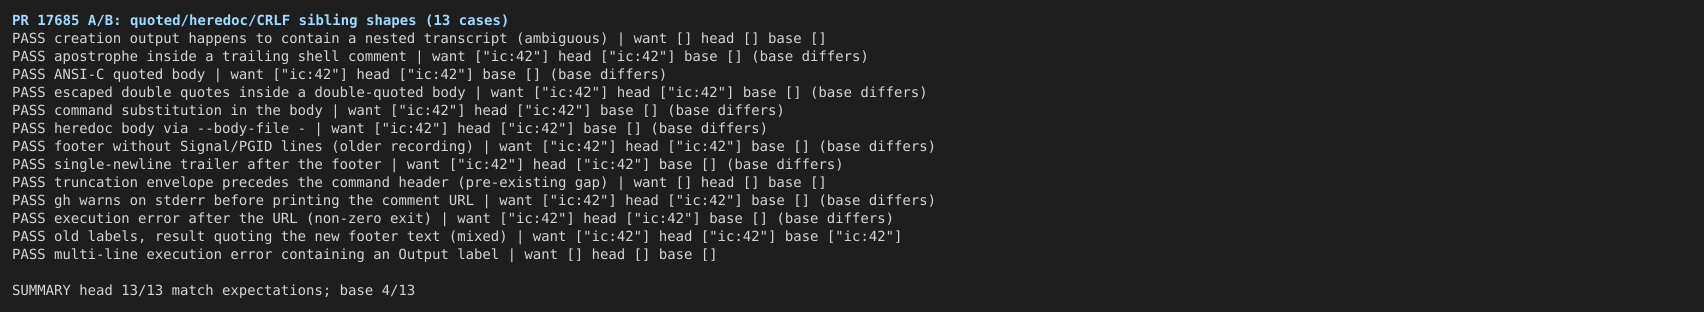 PR 17685 A/B: quoted/heredoc/CRLF sibling shapes (13 cases)
PASS creation output happens to contain a nested transcript (ambiguous) | want [] head [] base []
PASS apostrophe inside a trailing shell comment | want ["ic:42"] head ["ic:42"] base [] (base differs)
PASS ANSI-C quoted body | want ["ic:42"] head ["ic:42"] base [] (base differs)
PASS escaped double quotes inside a double-quoted body | want ["ic:42"] head ["ic:42"] base [] (base differs)
PASS command substitution in the body | want ["ic:42"] head ["ic:42"] base [] (base differs)
PASS heredoc body via --body-file - | want ["ic:42"] head ["ic:42"] base [] (base differs)
PASS footer without Signal/PGID lines (older recording) | want ["ic:42"] head ["ic:42"] base [] (base differs)
PASS single-newline trailer after the footer | want ["ic:42"] head ["ic:42"] base [] (base differs)
PASS truncation envelope precedes the command header (pre-existing gap) | want [] head [] base []
PASS gh warns on stderr before printing the comment URL | want ["ic:42"] head ["ic:42"] base [] (base differs)
PASS execution error after the URL (non-zero exit) | want ["ic:42"] head ["ic:42"] base [] (base differs)
PASS old labels, result quoting the new footer text (mixed) | want ["ic:42"] head ["ic:42"] base ["ic:42"]
PASS multi-line execution error containing an Output label | want [] head [] base []
SUMMARY head 13/13 match expectations; base 4/13